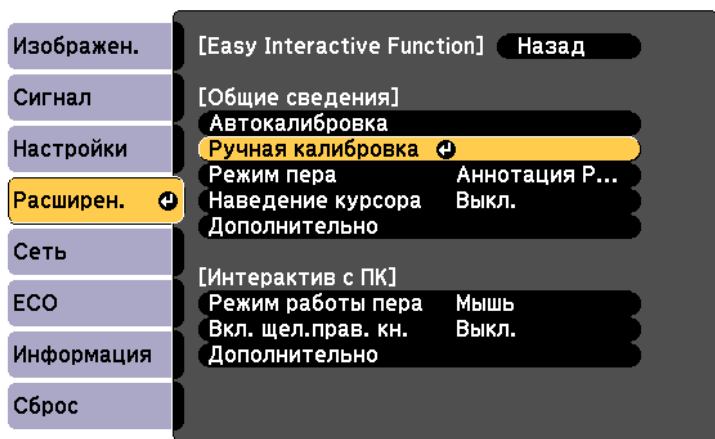 Изображен.
Сигнал
Настройки
Расширен.
Сеть
ECO
Информация
Сброс
[Easy Interactive Function] Назад
[Общие сведения]
Автокалибровка
Ручная калибровка
Режим пера Аннотация Р...
Наведение курсора Выкл.
Дополнительно
[Интерактив с ПК]
Режим работы пера Мышь
Вкл. щел.прав. кн. Выкл.
Дополнительно